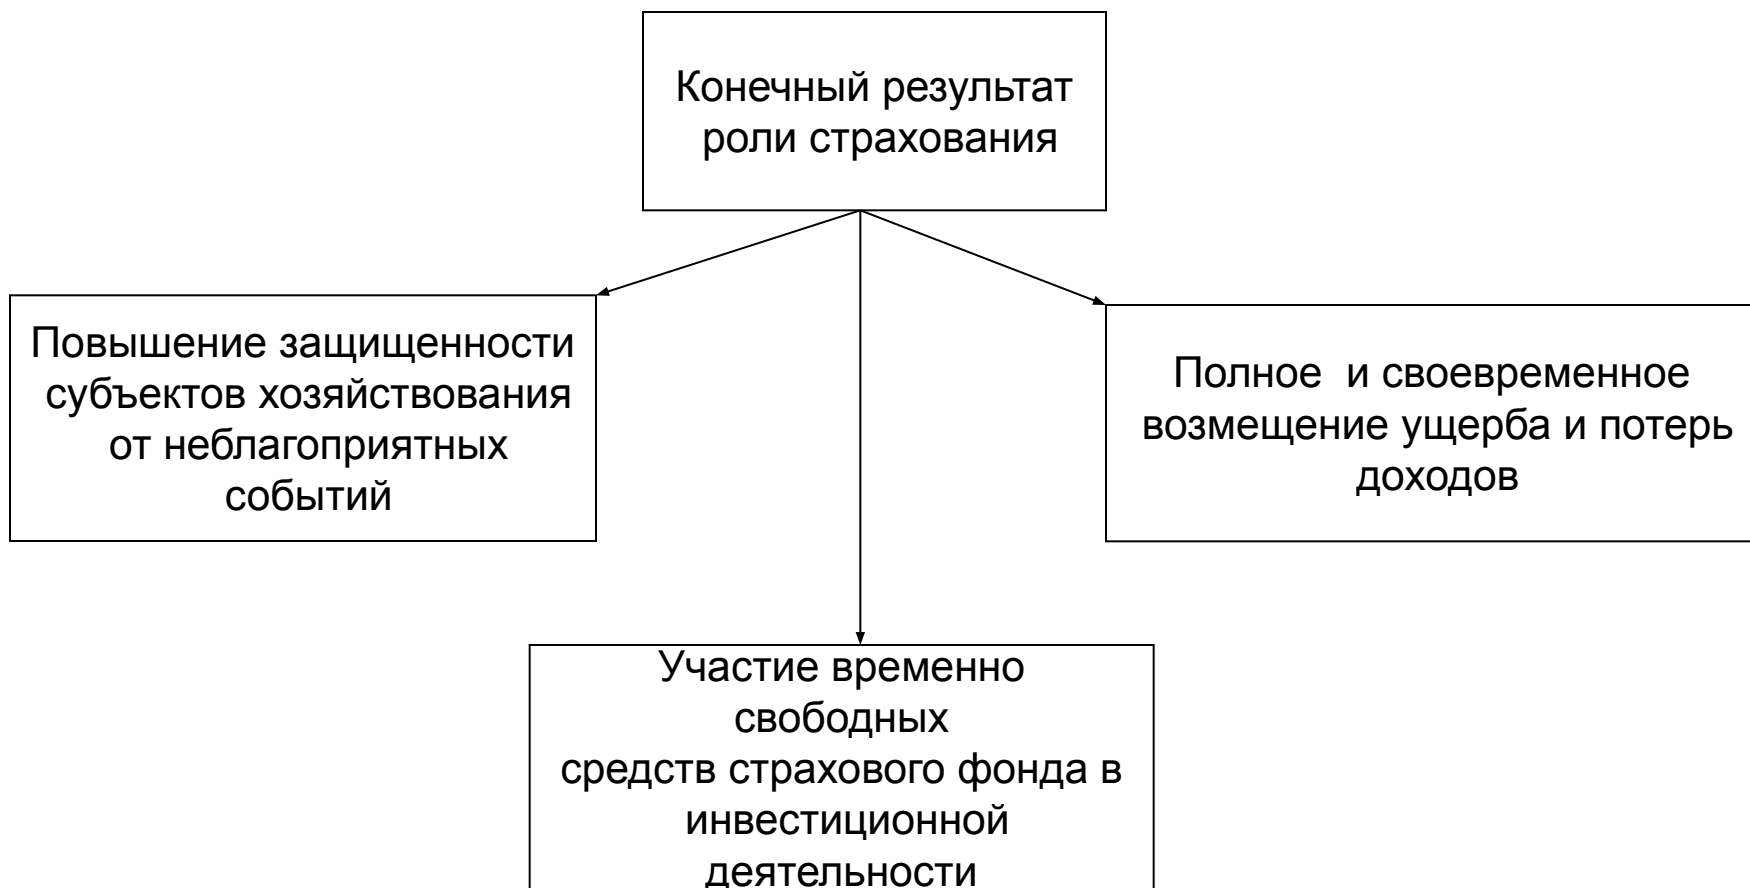 Конечный результат
роли страхования
Повышение защищенности
субъектов хозяйствования
от неблагоприятных
событий
Полное и своевременное
возмещение ущерба и потерь
доходов
Участие временно
свободных
средств страхового фонда в
инвестиционной
деятельности